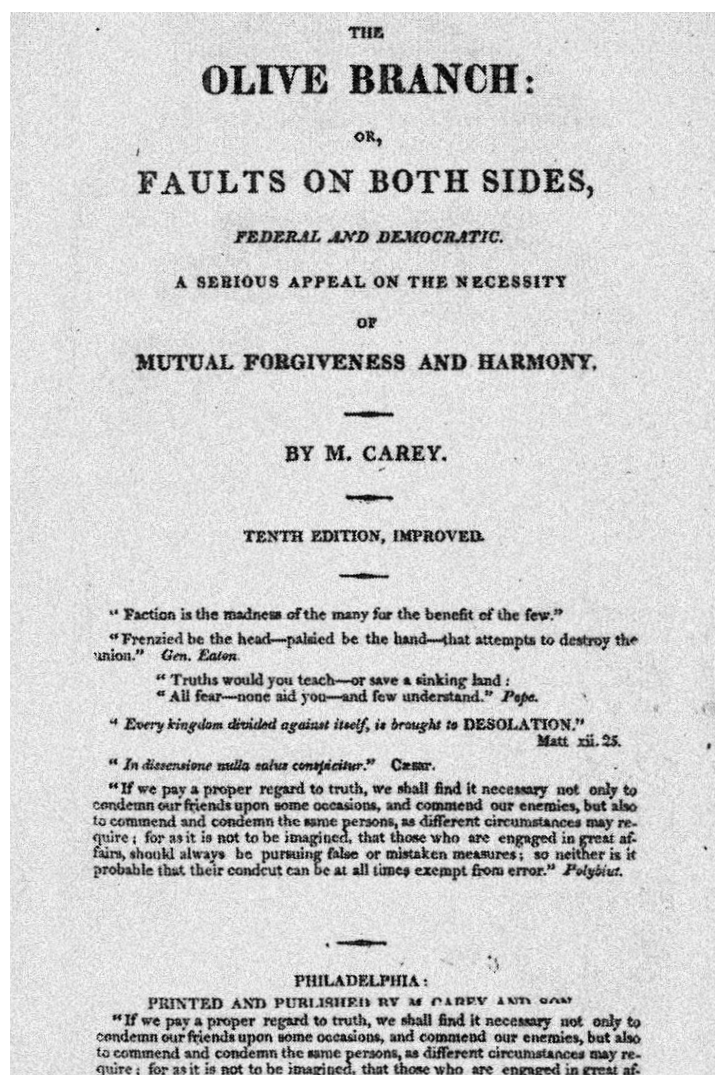 THE
OLIVE BRANCH:
OR,
FAULTS ON BOTH SIDES,
FEDERAL AND DEMOCRATIC.
A SERIOUS APPEAL ON THE NECESSITY
OF
MUTUAL FORGIVENESS AND HARMONY.
BY M. CAREY.
TENTH EDITION, IMPROVED.
“ Faction is the madness of the many for the benefit of the few.”
“Frenzied be the head—palsied be the hand—that attempts to destroy the
union.” Gen. Eaton.
“ Truths would you teach—or save a sinking land :
“ All fear—none aid you—and few understand.” Pope.
“ Every kingdom divided against itself, is brought to DESOLATION.”
Matt xii. 25.
“ In dissensione nulla salus conspicitur.” Cæsar.
“If we pay a proper regard to truth, we shall find it necessary not only to
condemn our friends upon some occasions, and commend our enemies, but also
to commend and condemn the same persons, as different circumstances may re-
quire ; for as it is not to be imagined, that those who are engaged in great af-
fairs, should always be pursuing false or mistaken measures ; so neither is it
probable that their condcut can be at all times exempt from error.” Polybius.
PHILADELPHIA:
PRINTED AND PUBLISHED BY M CAREY AND SON
“If we pay a proper regard to truth, we shall find it necessary not only to
condemn our friends upon some occasions, and commend our enemies, but also
to commend and condemn the same persons, as different circumstances may re-
quire ; for as it is not to be imagined, that those who are engaged in great af-